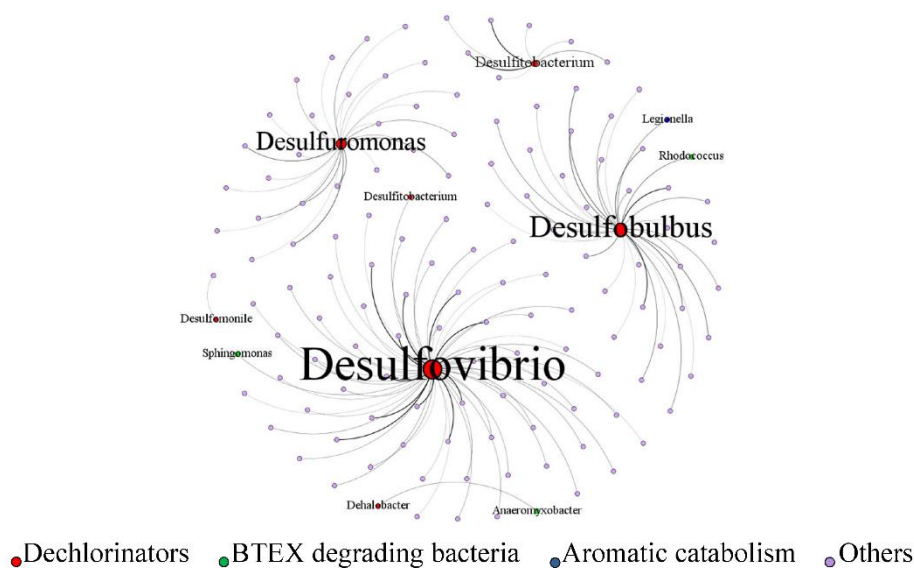 Desulfitobacterium
Legionella
Desulfuromonas
Rhodococcus
Desulfitobacterium
Desulfobulbus
Desulfomonile
Sphingomonas
Desulfovibrio
Dehalobacter
Anaeromyxobacter
Dechlorinators
BTEX degrading bacteria
Aromatic catabolism
Others